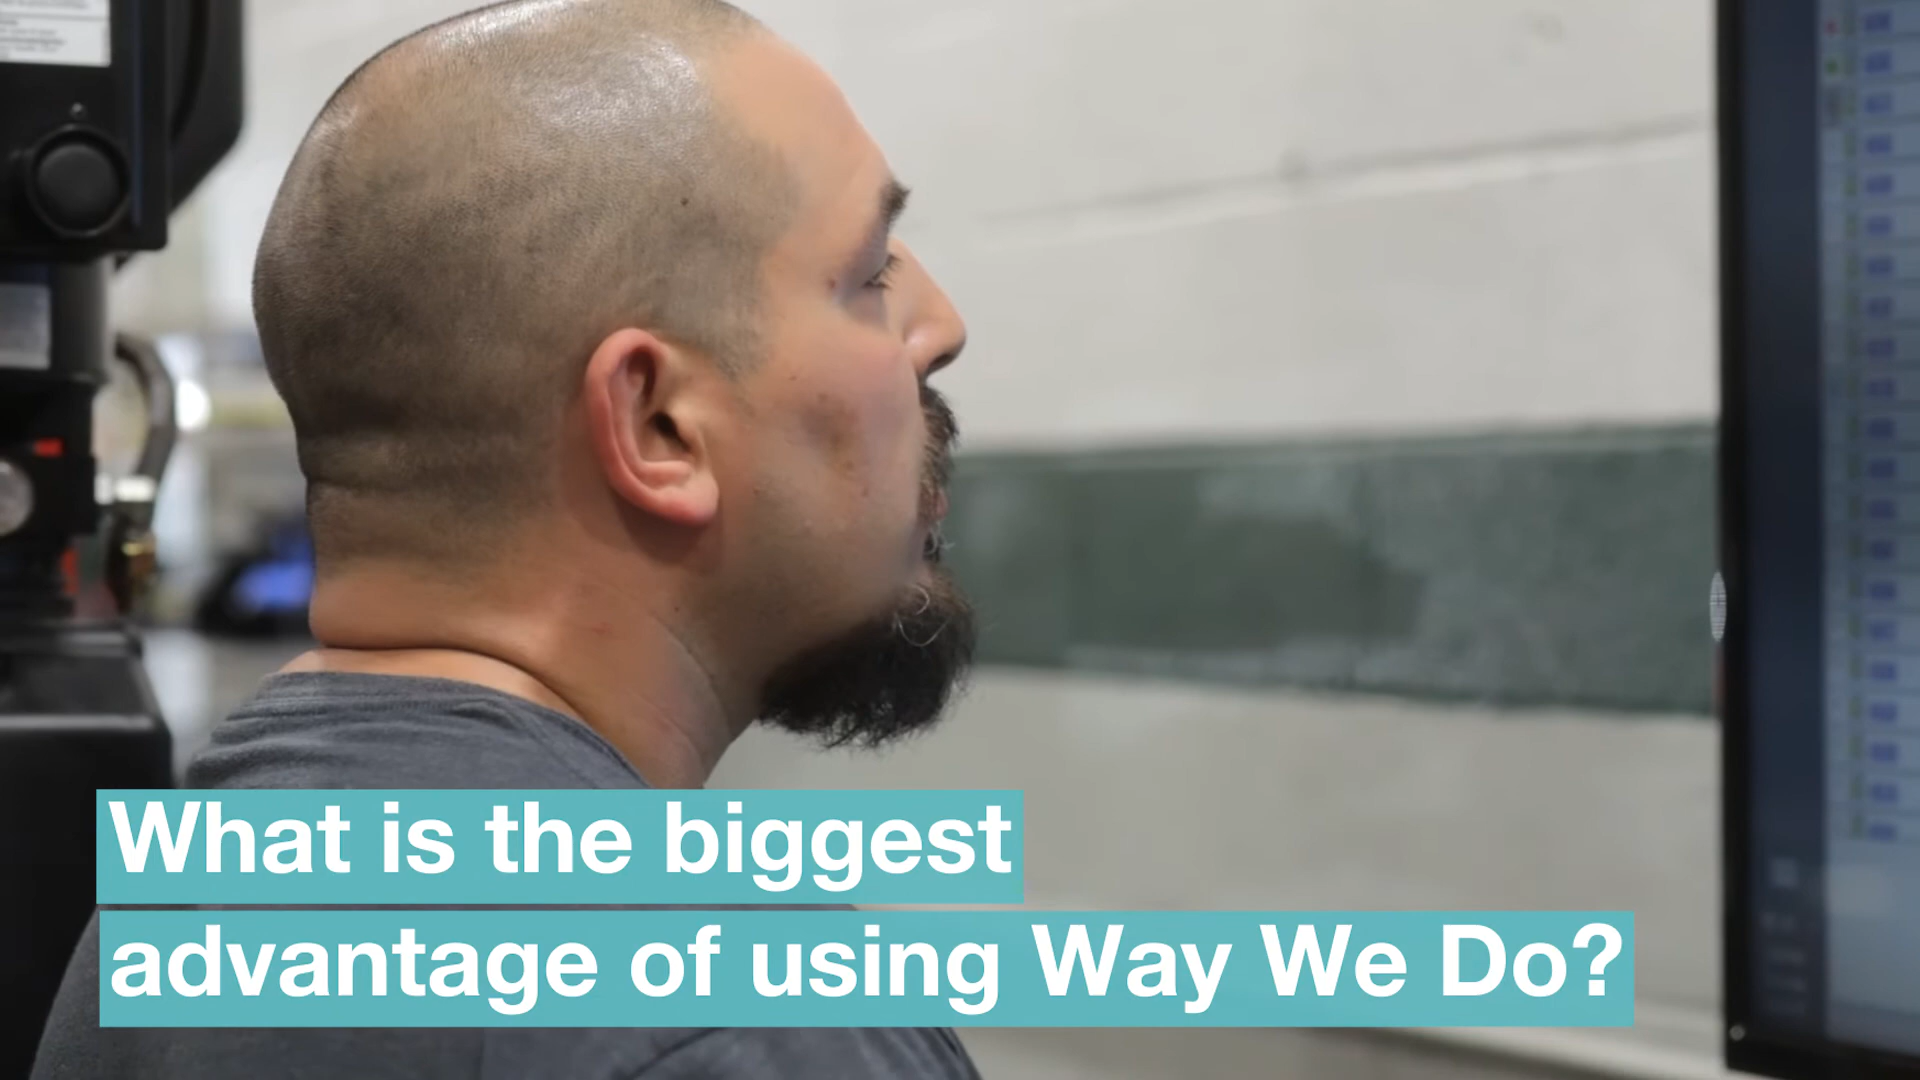 What is the biggest
advantage of using Way We Do?